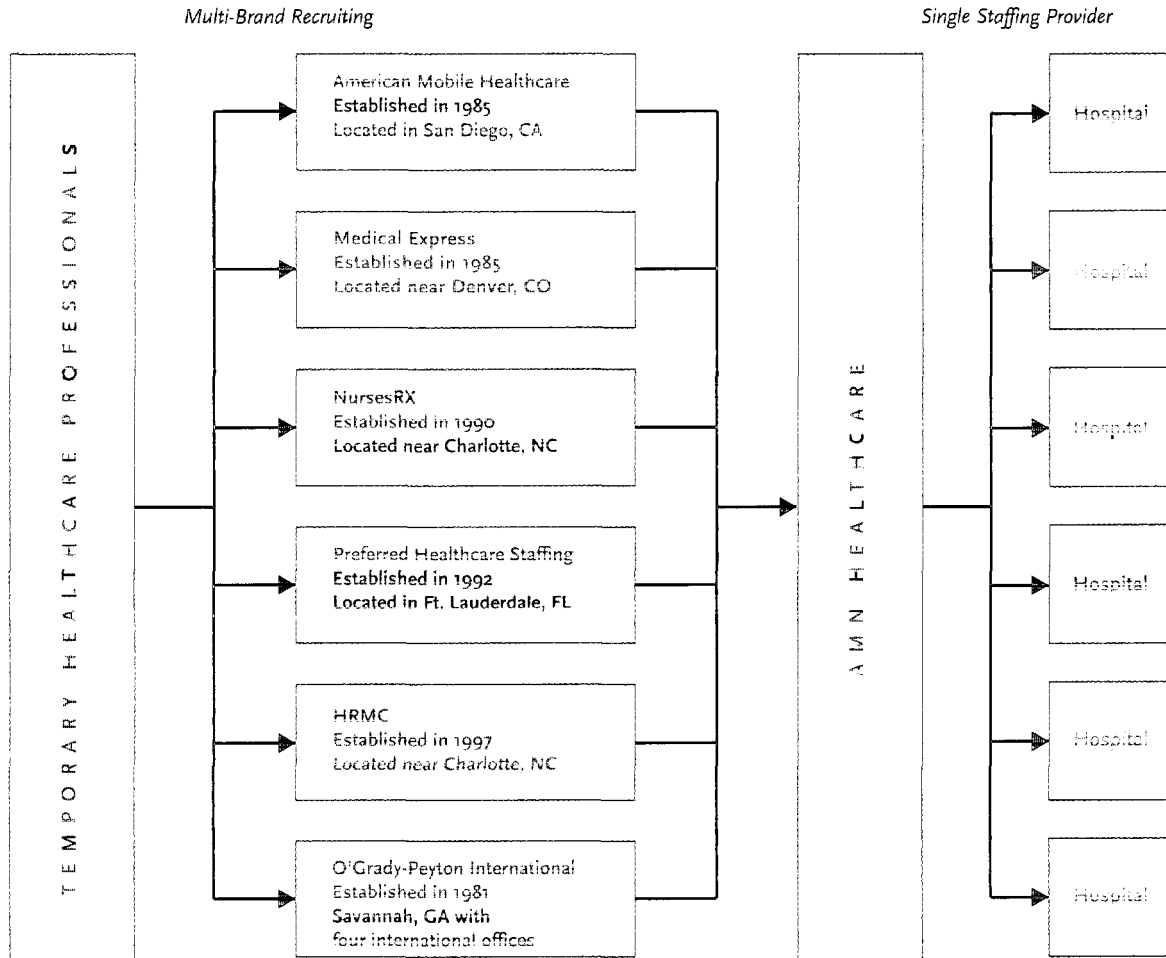 Multi-Brand Recruiting
Single Staffing Provider
TEMPORARY HEALTHCARE PROFESSIONALS
American Mobile Healthcare
Established in 1985
Located in San Diego, CA
Medical Express
Established in 1985
Located near Denver, CO
NursesRX
Established in 1990
Located near Charlotte, NC
Preferred Healthcare Staffing
Established in 1992
Located in Ft. Lauderdale, FL
HRMC
Established in 1997
Located near Charlotte, NC
O'Grady-Peyton International
Established in 1981
Savannah, GA with
four international offices
AMN HEALTHCARE
Hospital
Hospital
Hospital
Hospital
Hospital
Hospital